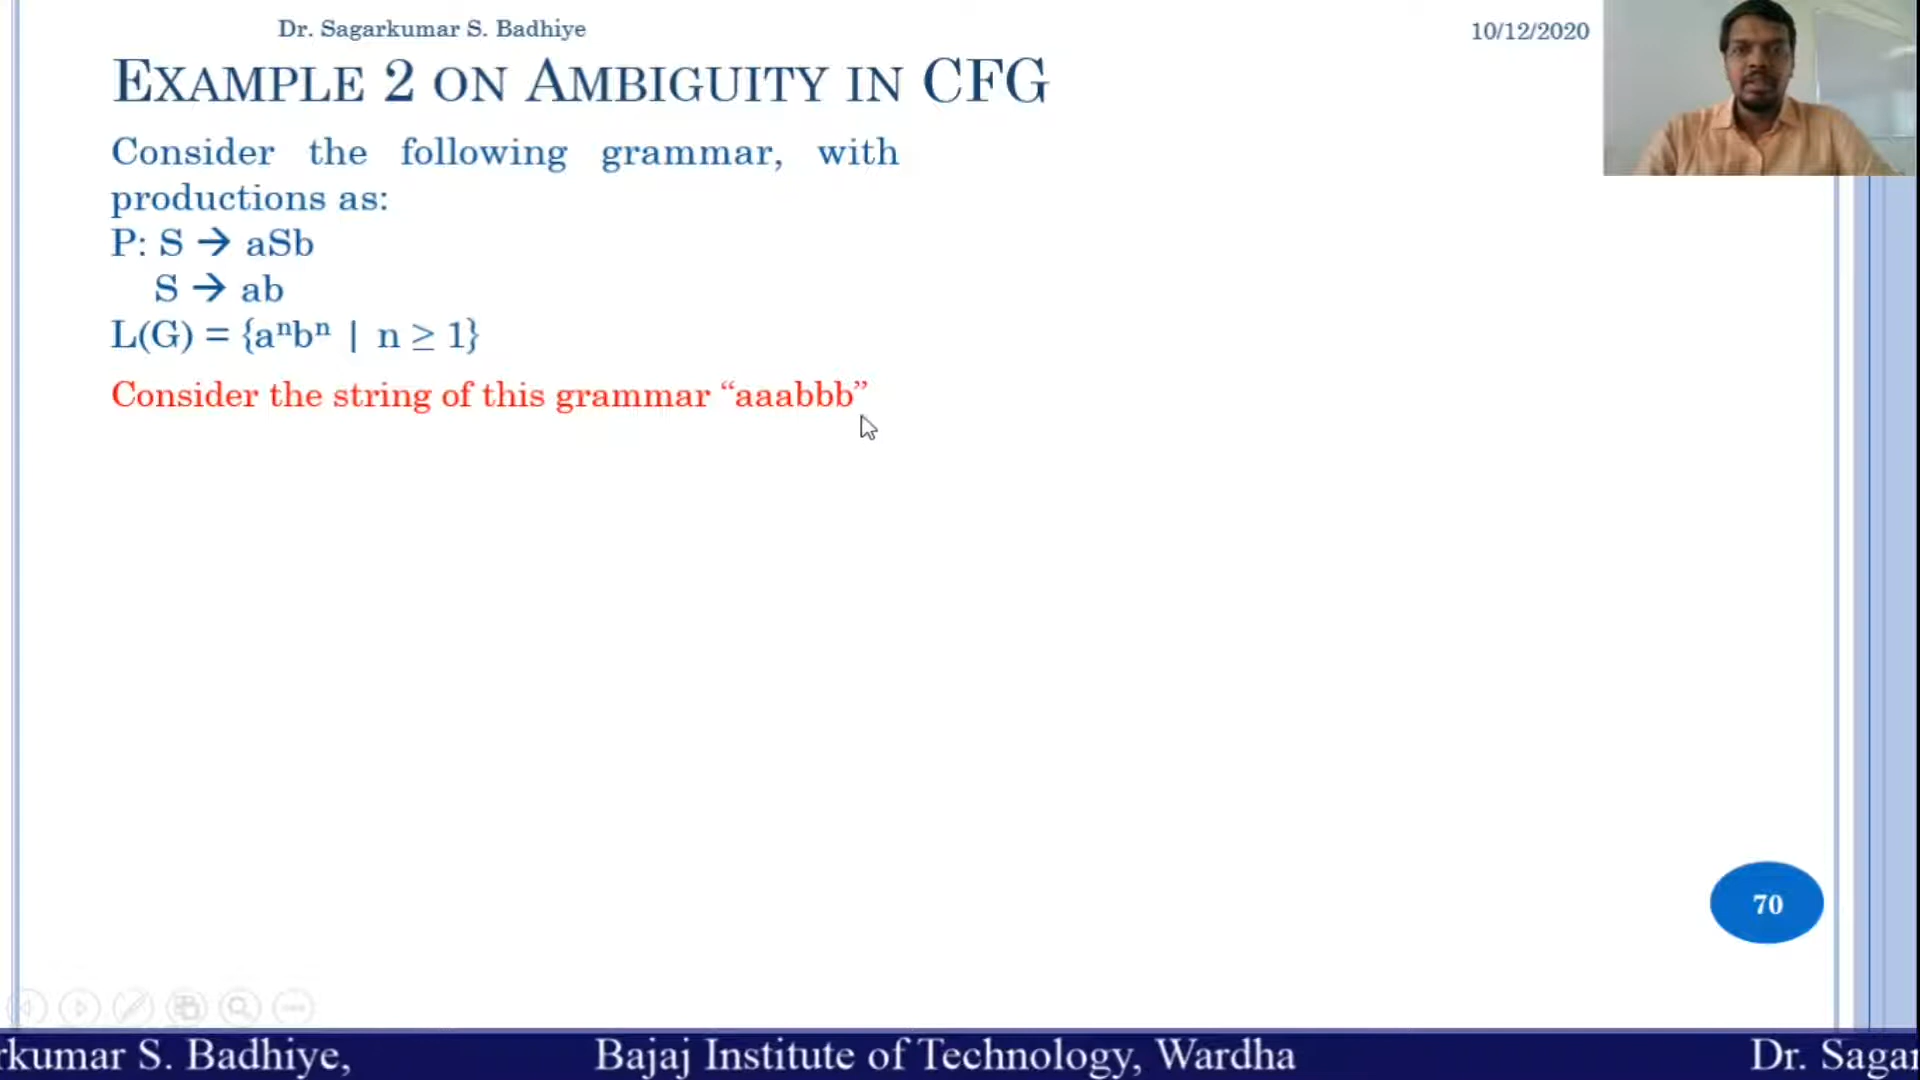 Dr. Sagarkumar S. Badhiye
10/12/2020
EXAMPLE 2 ON AMBIGUITY IN CFG
Consider the following grammar, with
productions as:
P: S → aSb
S → ab
L(G) = {aⁿbⁿ | n ≥ 1}
Consider the string of this grammar “aaabbb”
70
rkumar S. Badhiye,
Bajaj Institute of Technology, Wardha
Dr. Sagar